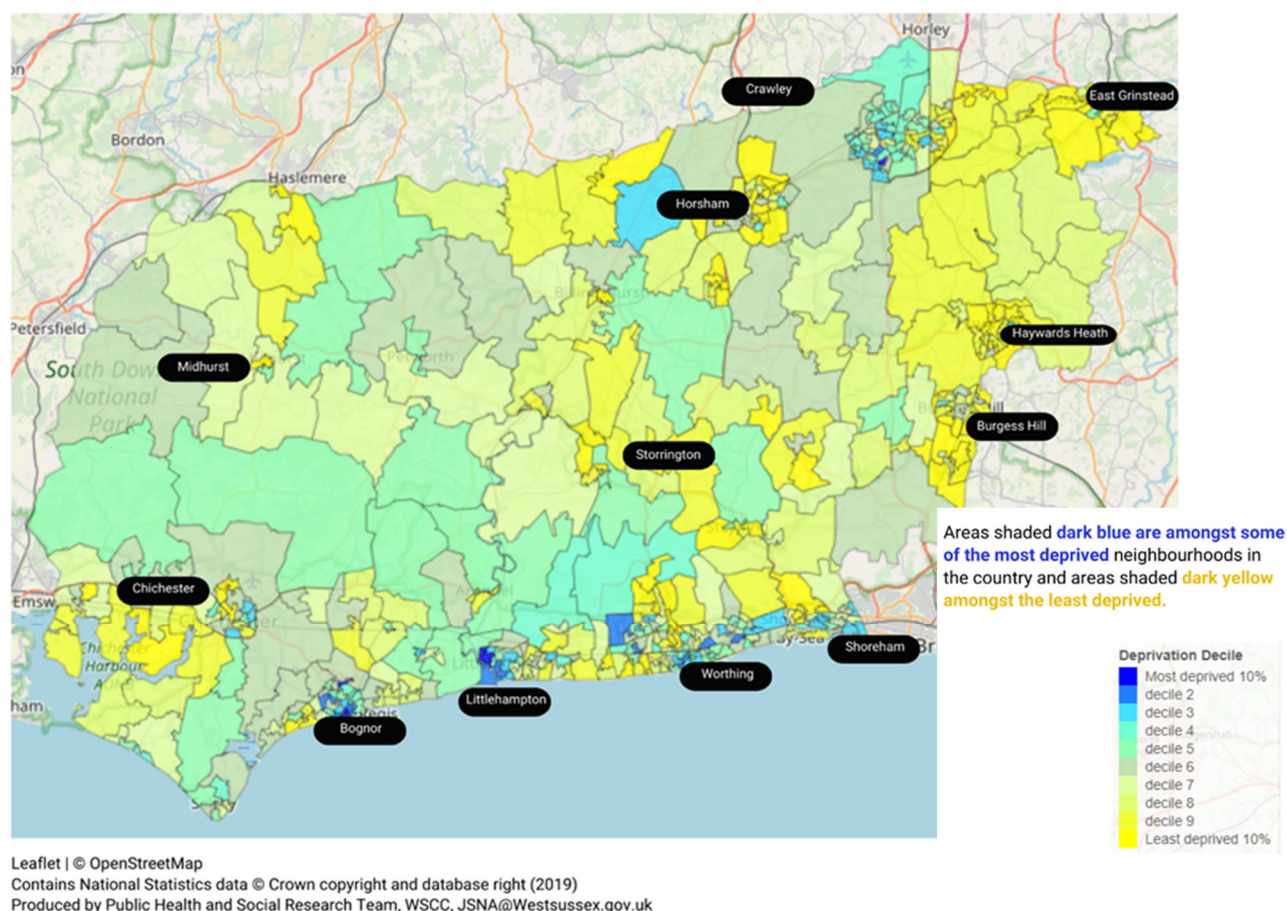 Horley
Crawley
East Grinstead
Bordon
Haslemere
Horsham
Petersfield
Haywards Heath
Midhurst
South Dow
National
Park
Burgess Hill
Storrington
Areas shaded dark blue are amongst some
of the most deprived neighbourhoods in
the country and areas shaded dark yellow
amongst the least deprived.
Chichester
Emsw
Chichester
Harbour
Shoreham
Worthing
Littlehampton
Bognor
ham
Deprivation Decile
Most deprived 10%
decile 2
decile 3
decile 4
decile 5
decile 6
decile 7
decile 8
decile 9
Least deprived 10%
Leaflet | © OpenStreetMap
Contains National Statistics data © Crown copyright and database right (2019)
Produced by Public Health and Social Research Team, WSCC, JSNA@Westsussex.gov.uk